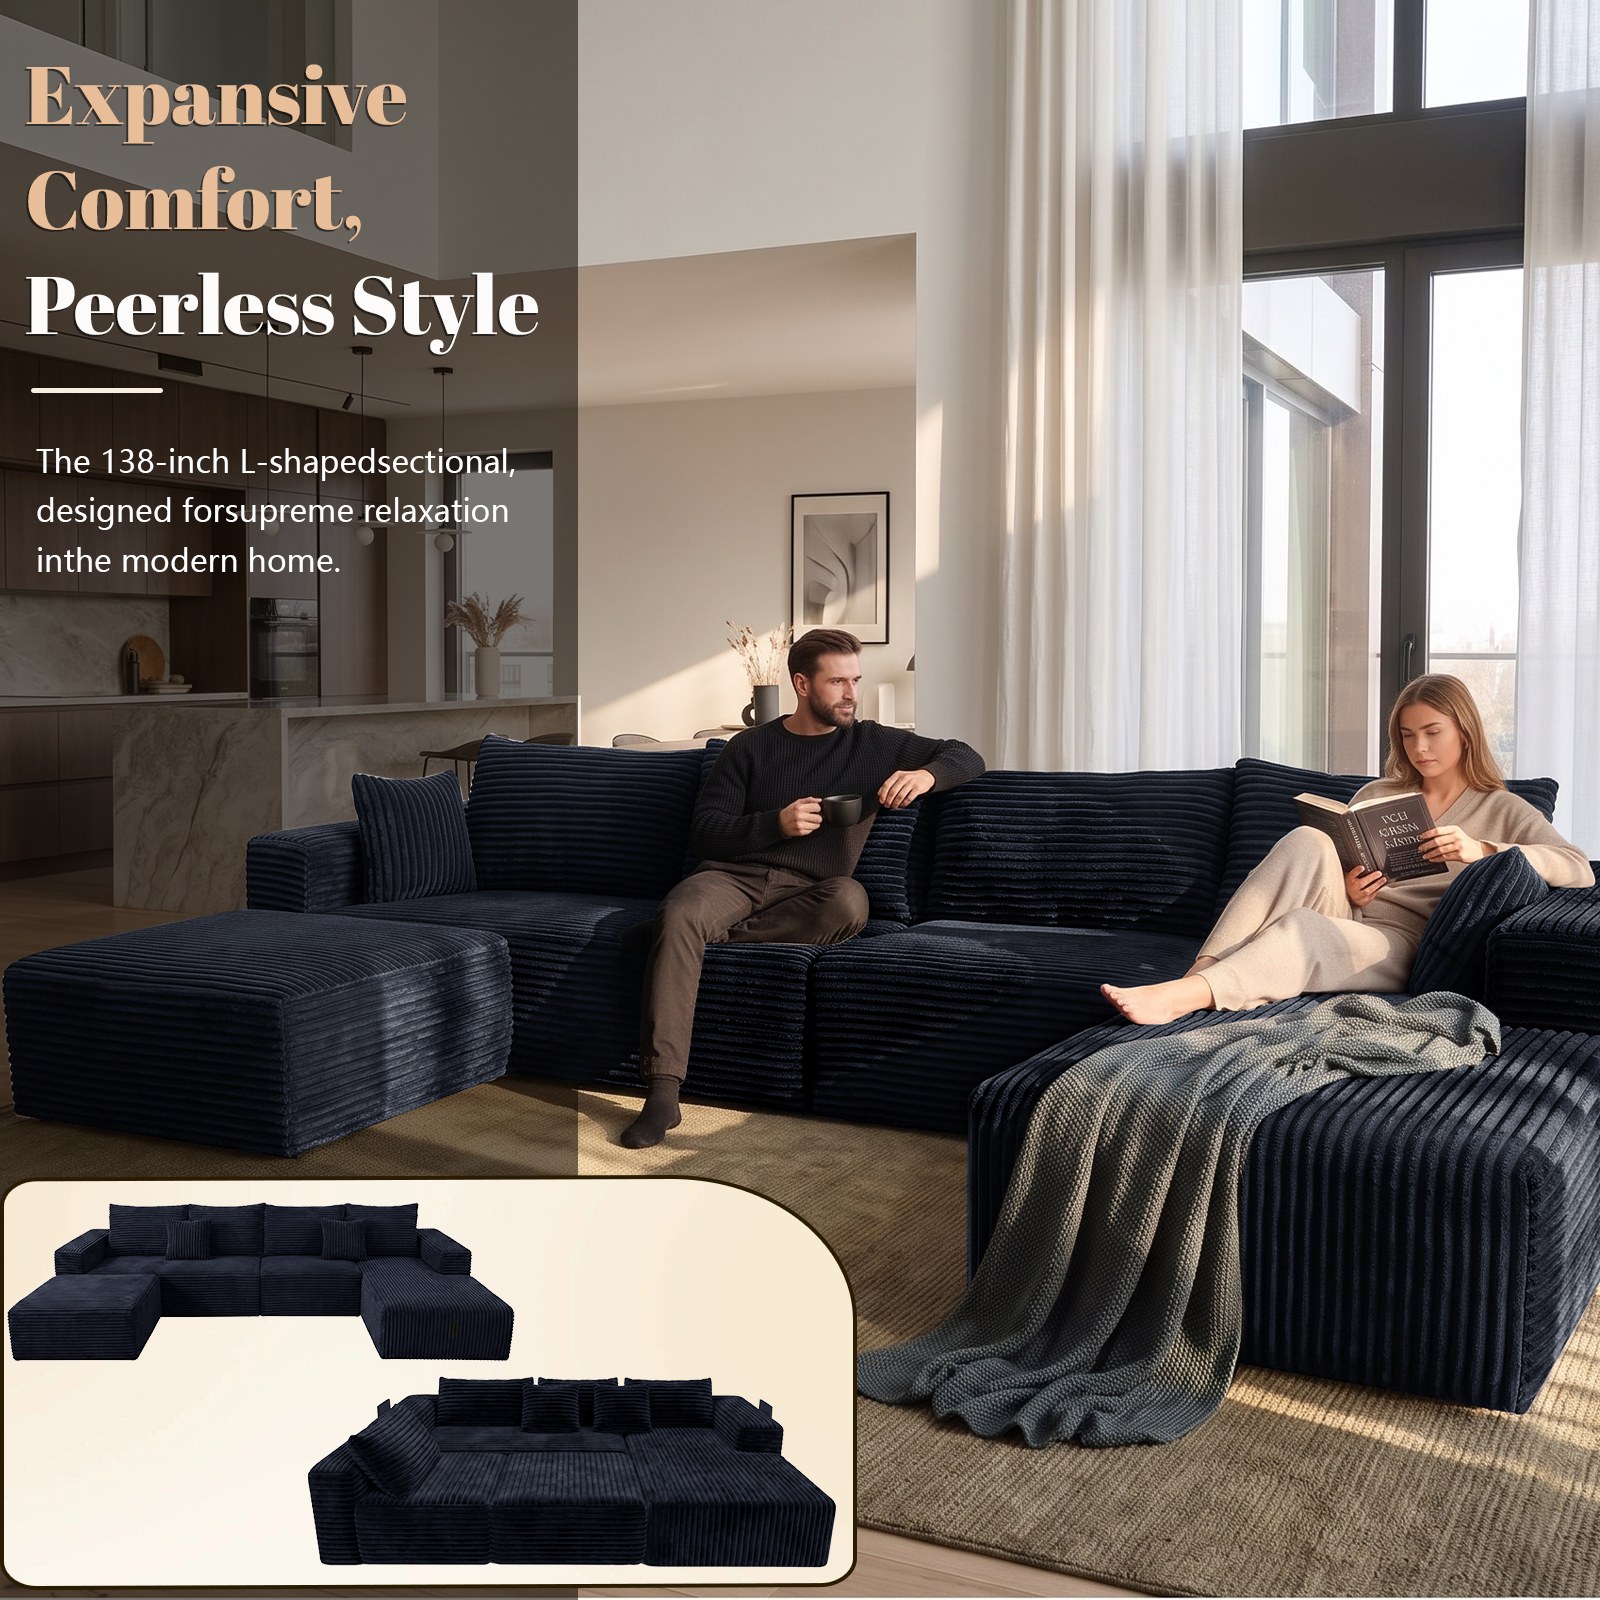 Expansive
Comfort,
Peerless Style
The 138-inch L-shapedsectional,
designed forsupreme relaxation
inthe modern home.